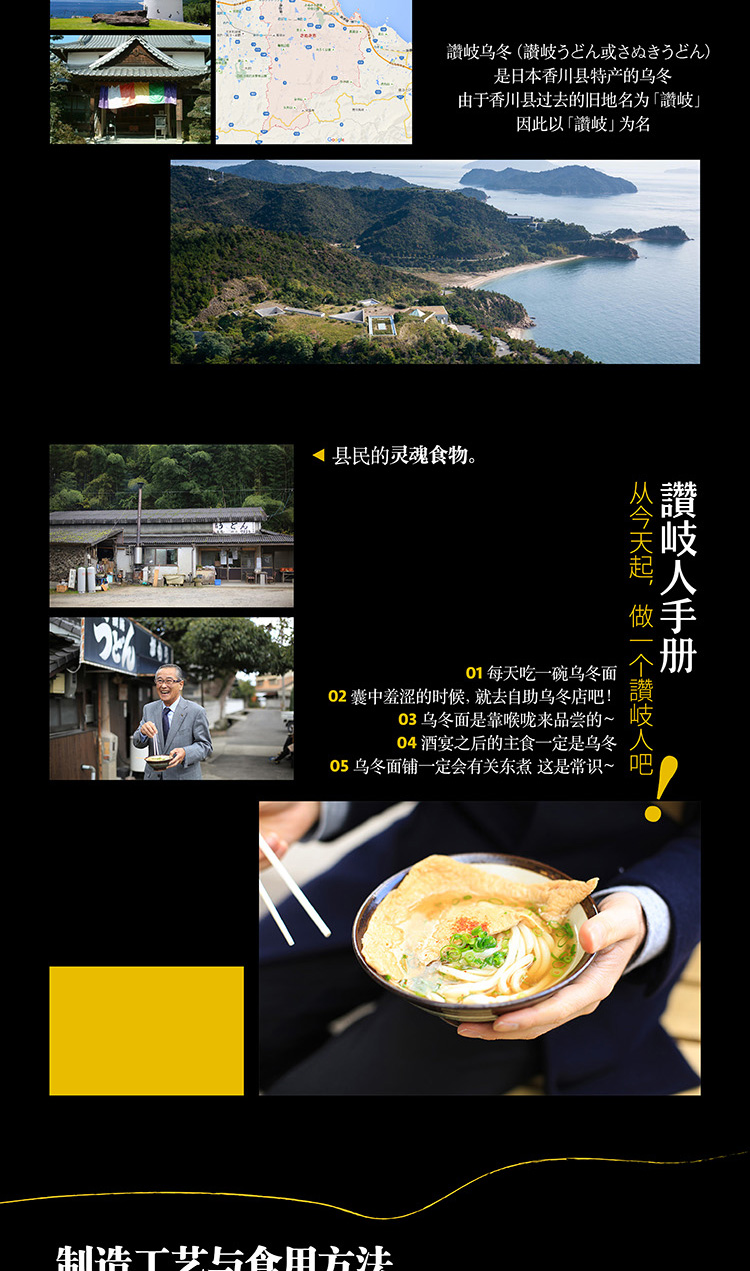 讃岐乌冬（讃岐うどん或さぬきうどん）
是日本香川县特产的乌冬
由于香川县过去的旧地名为「讃岐」
因此以「讃岐」为名
Google
县民的灵魂食物。
うどん
うどん
讚岐人手册
从今天起，做一个讚岐人吧！
01 每天吃一碗乌冬面
02 囊中羞涩的时候，就去自助乌冬店吧！
03 乌冬面是靠喉咙来品尝的~
04 酒宴之后的主食一定是乌冬
05 乌冬面铺一定会有关东煮 这是常识~
制造工艺与食用方法